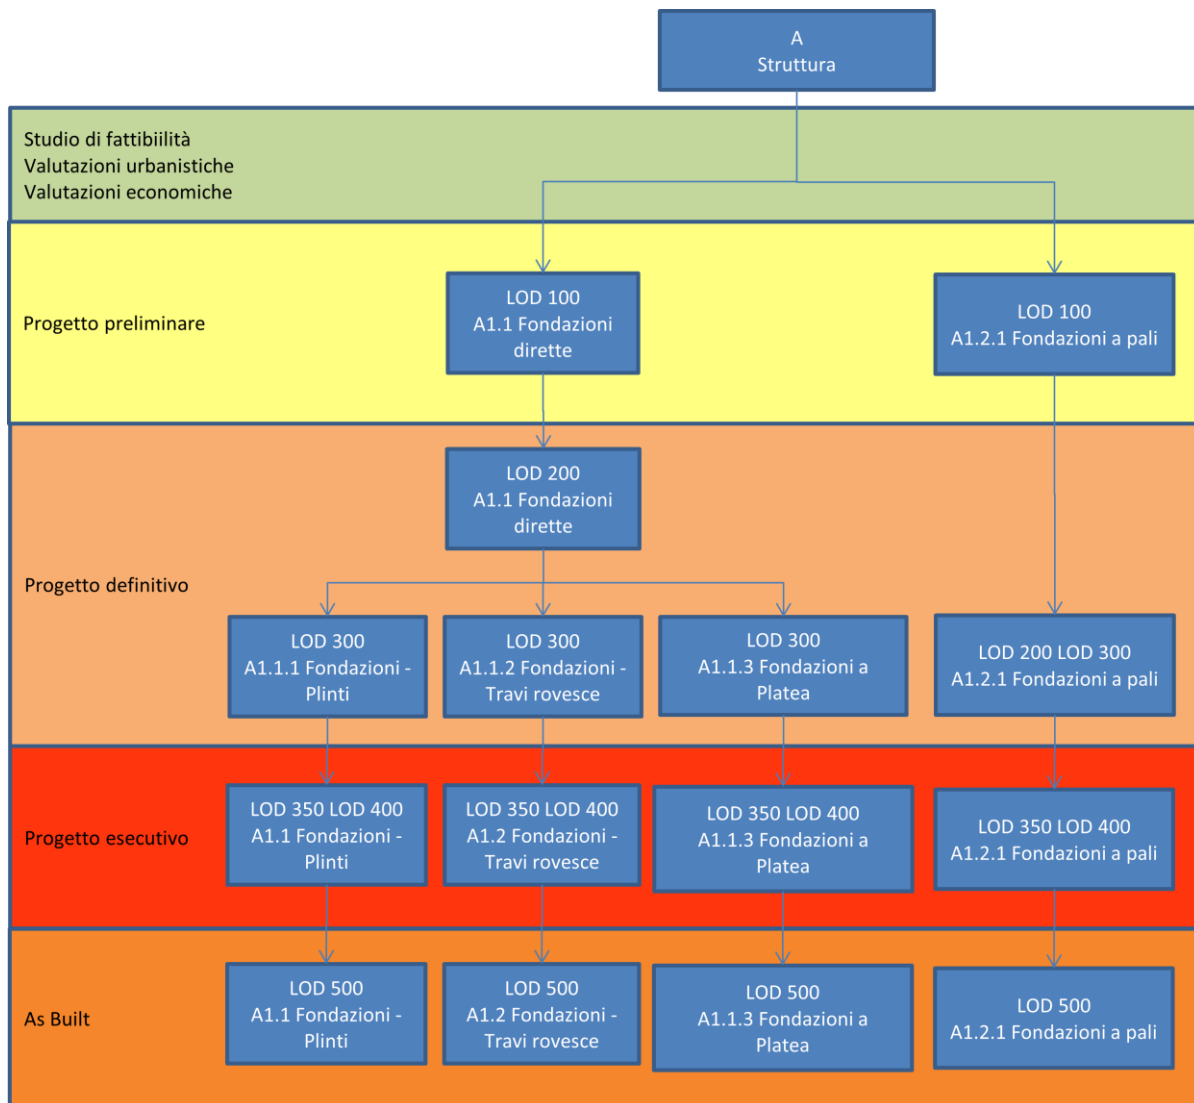 A
Struttura
Studio di fattibiilità
Valutazioni urbanistiche
Valutazioni economiche
Progetto preliminare
LOD 100
A1.1 Fondazioni
dirette
LOD 100
A1.2.1 Fondazioni a pali
Progetto definitivo
LOD 200
A1.1 Fondazioni
dirette
LOD 300
A1.1.1 Fondazioni -
Plinti
LOD 300
A1.1.2 Fondazioni -
Travi rovesce
LOD 300
A1.1.3 Fondazioni a
Platea
LOD 200 LOD 300
A1.2.1 Fondazioni a pali
Progetto esecutivo
LOD 350 LOD 400
A1.1 Fondazioni -
Plinti
LOD 350 LOD 400
A1.2 Fondazioni -
Travi rovesce
LOD 350 LOD 400
A1.1.3 Fondazioni a
Platea
LOD 350 LOD 400
A1.2.1 Fondazioni a pali
As Built
LOD 500
A1.1 Fondazioni -
Plinti
LOD 500
A1.2 Fondazioni -
Travi rovesce
LOD 500
A1.1.3 Fondazioni a
Platea
LOD 500
A1.2.1 Fondazioni a pali